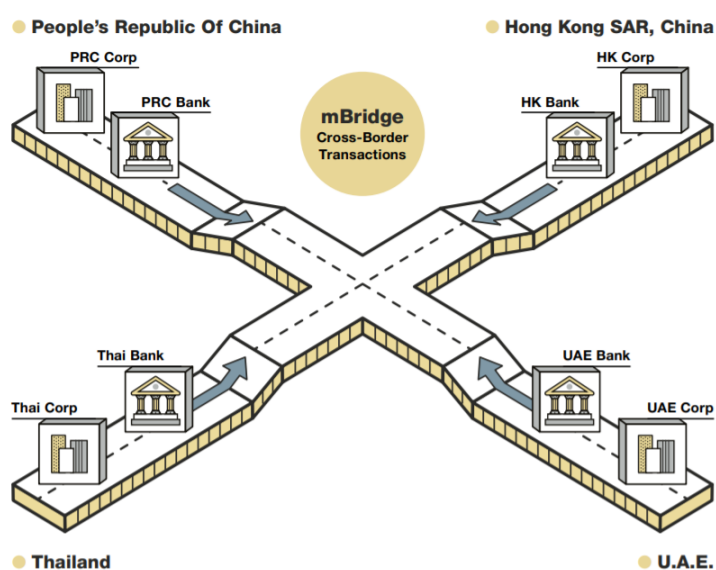 People's Republic Of China
Hong Kong SAR, China
PRC Corp
HK Corp
PRC Bank
HK Bank
mBridge
Cross-Border
Transactions
Thai Bank
UAE Bank
Thai Corp
UAE Corp
Thailand
U.A.E.